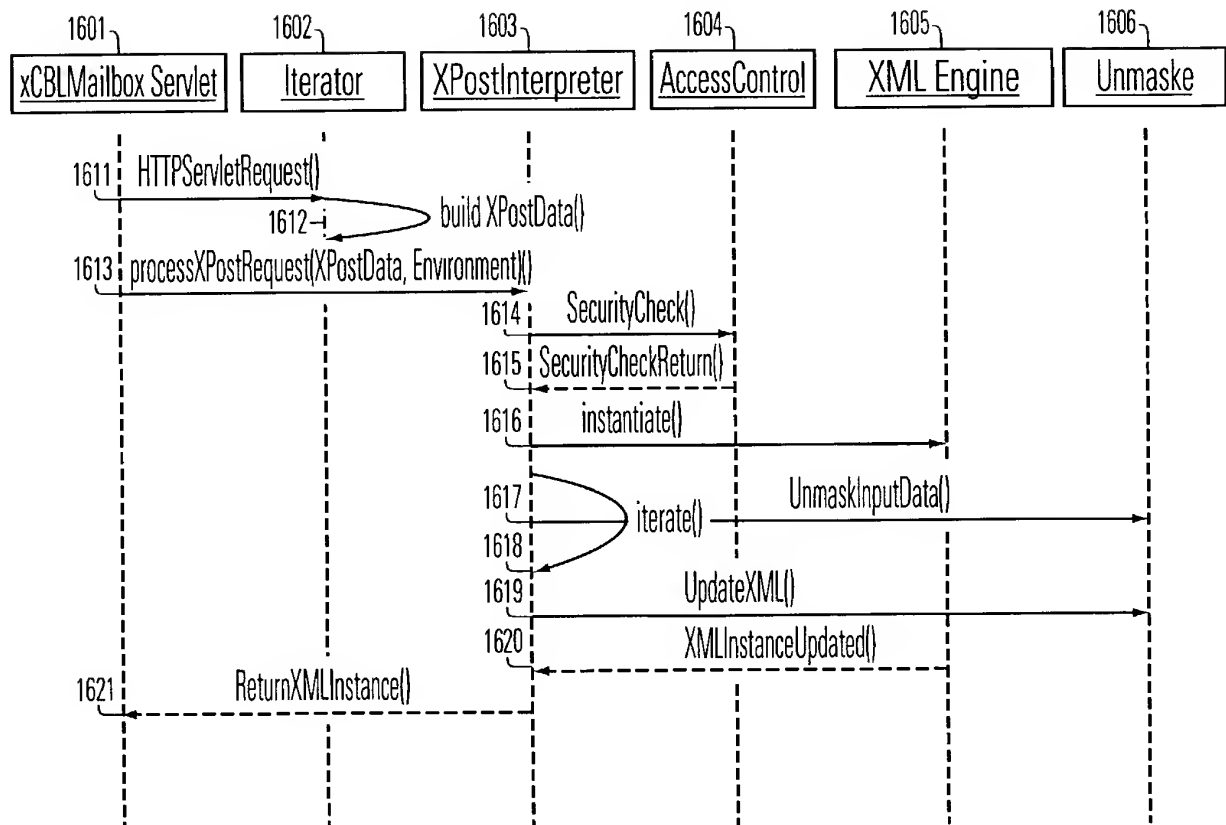 1601 1602 1603 1604 1605 1606
xCBLMailbox Servlet Iterator XPostInterpreter AccessControl XML Engine Unmaske
1611 HTTPServletRequest()
1612 build XPostData()
1613 processXPostRequest(XPostData, Environment)()
1614 SecurityCheck()
1615 SecurityCheckReturn()
1616 instantiate()
1617 iterate() UnmaskInputData()
1618
1619 UpdateXML()
1620 XMLInstanceUpdated()
1621 ReturnXMLInstance()